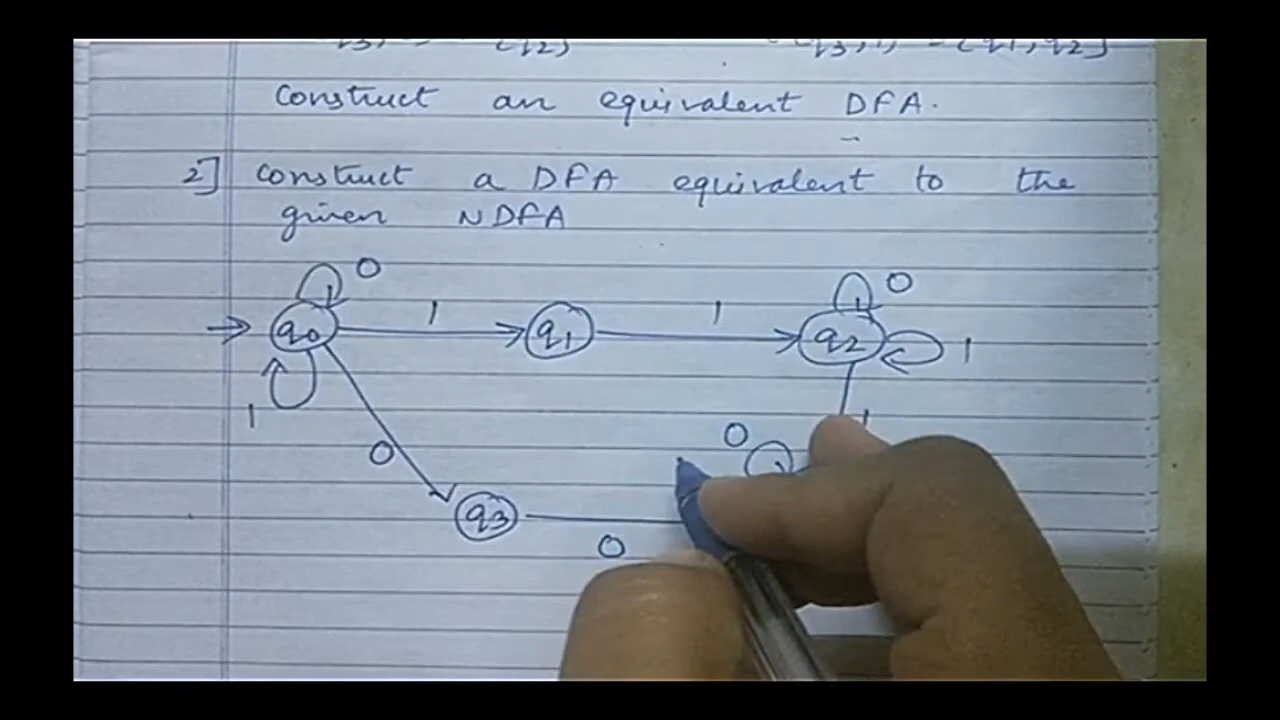 construct an equivalent DFA.
2] construct a DFA equivalent to the
given NDFA
0
0
q0
1
q1
1
q2
1
1
0
0
q3
0